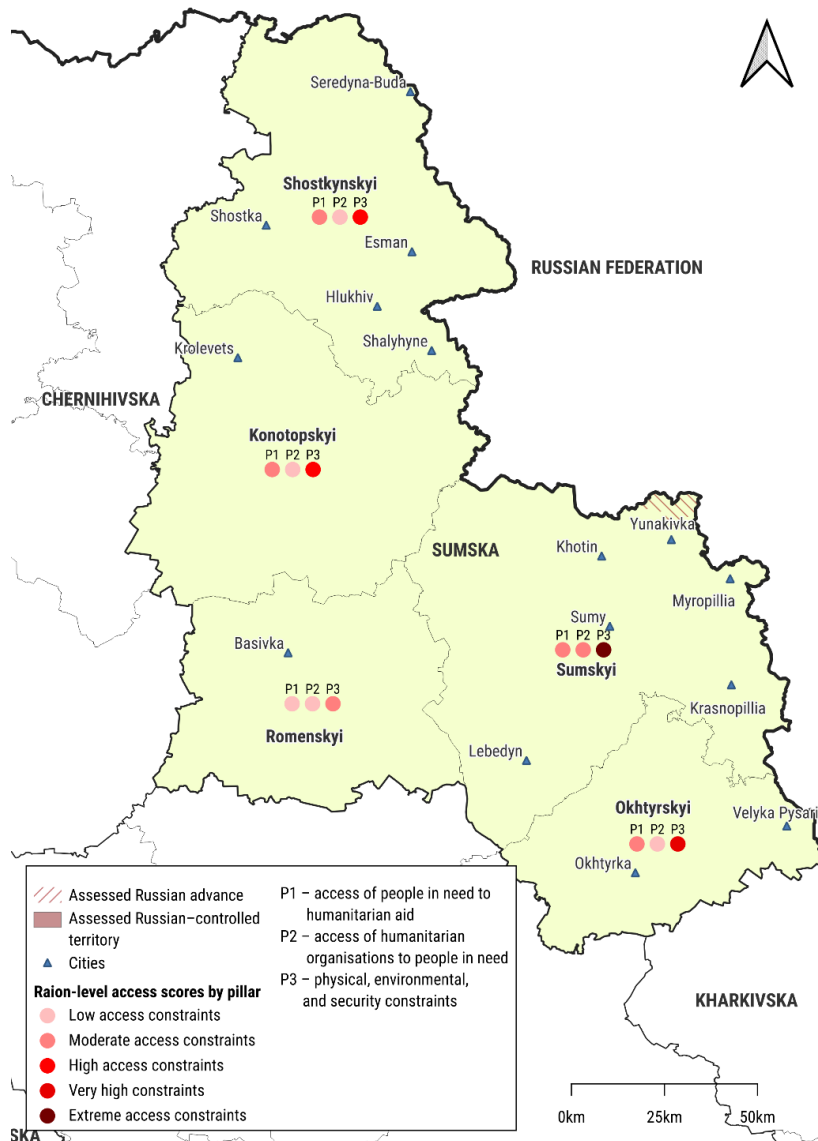 Seredyna-Buda
Shostkynskyi
P1 P2 P3
Shostka
Esman
RUSSIAN FEDERATION
Hlukhiv
Shalyhyne
Krolevets
CHERNIHIVSKA
Konotopskyi
P1 P2 P3
Yunakivka
SUMSKA
Khotin
Myropillia
Sumy
Basivka
P1 P2 P3
Sumskyi
P1 P2 P3
Krasnopillia
Romenskyi
Lebedyn
Okhtyrskyi
Velyka Pysari
P1 P2 P3
Okhtyrka
Assessed Russian advance
Assessed Russian–controlled
territory
Cities
Raion-level access scores by pillar
Low access constraints
Moderate access constraints
High access constraints
Very high constraints
Extreme access constraints
P1 – access of people in need to
humanitarian aid
P2 – access of humanitarian
organisations to people in need
P3 – physical, environmental,
and security constraints
KHARKIVSKA
0km 25km 50km
SKA